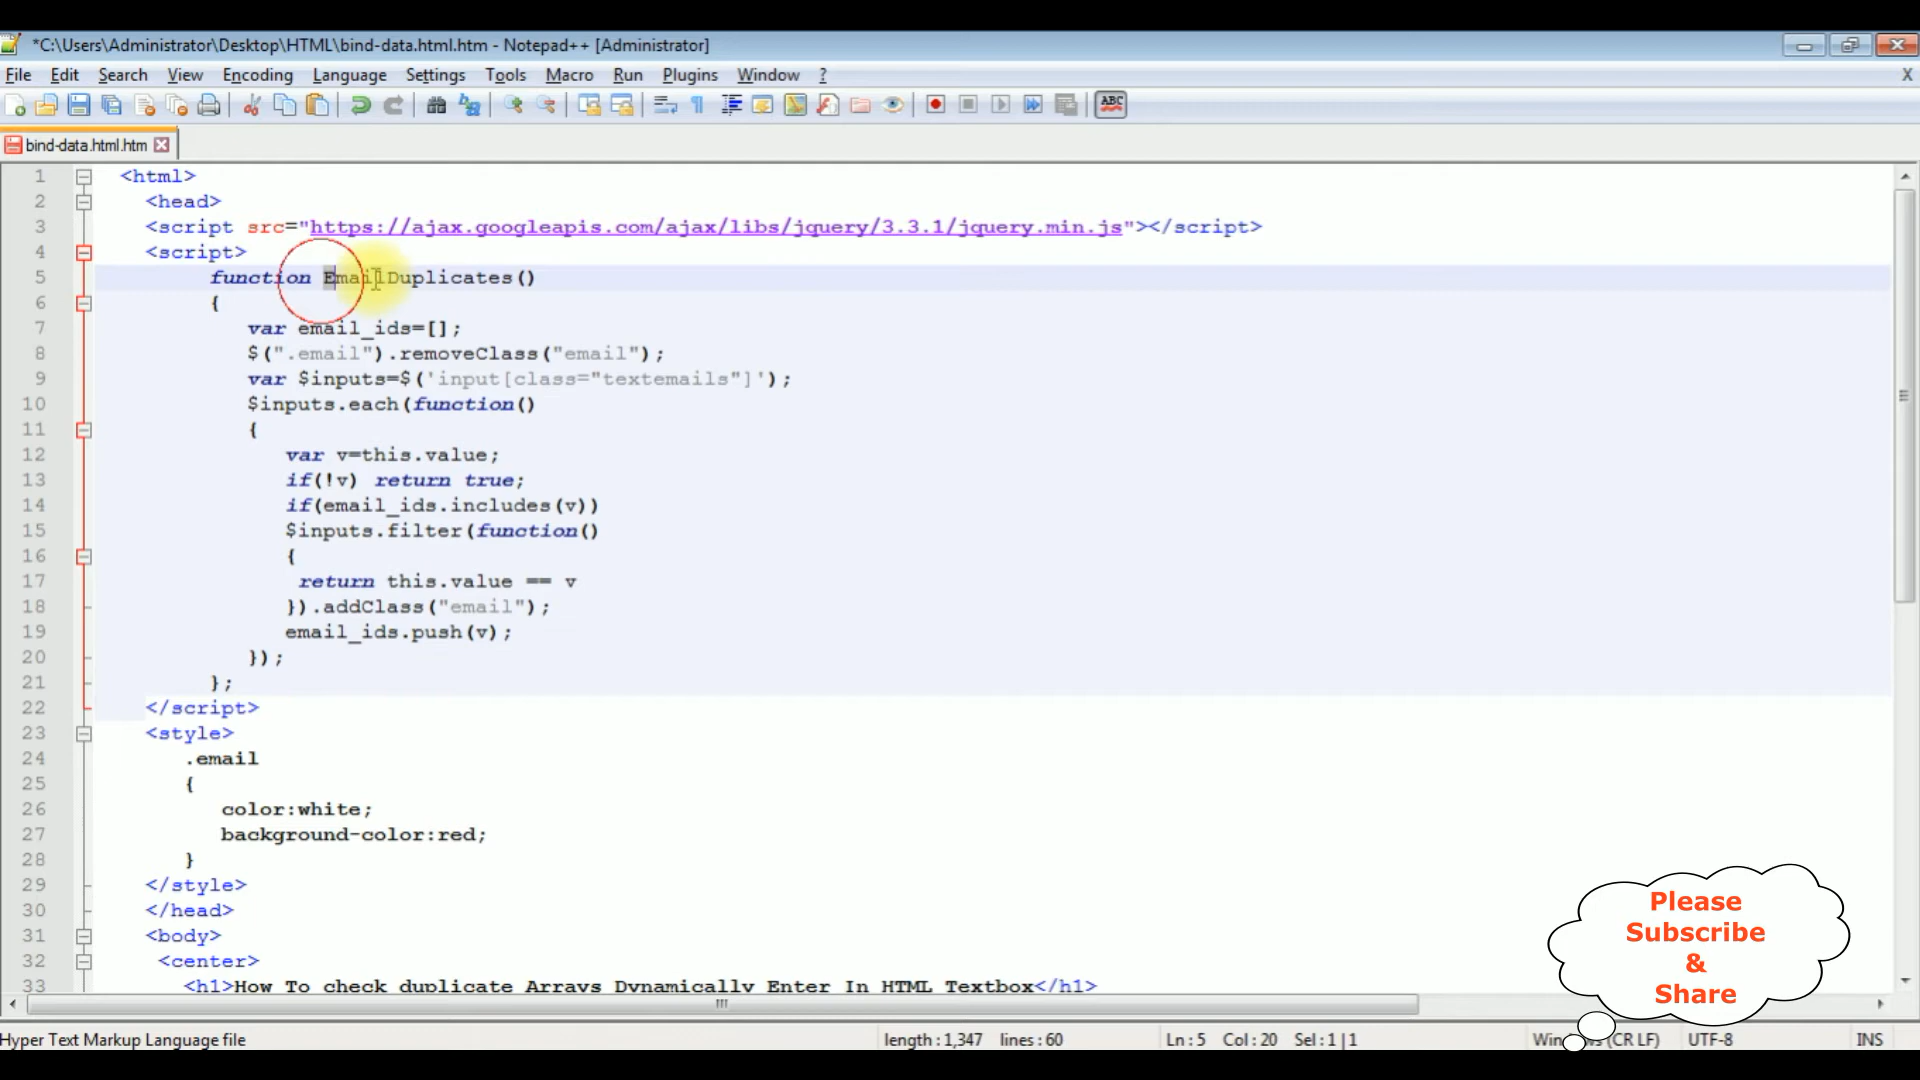 *C:\Users\Administrator\Desktop\HTML\bind-data.html.htm - Notepad++ [Administrator]
File Edit Search View Encoding Language Settings Tools Macro Run Plugins Window ? X
ABC
bind-data.html.htm
1 <html>
2 <head>
3 <script src="https://ajax.googleapis.com/ajax/libs/jquery/3.3.1/jquery.min.js"></script>
4 <script>
5 function EmailDuplicates()
6 {
7 var email_ids=[];
8 $(".email").removeClass("email");
9 var $inputs=$('input[class="textemails"]');
10 $inputs.each(function()
11 {
12 var v=this.value;
13 if(!v) return true;
14 if(email_ids.includes(v))
15 $inputs.filter(function()
16 {
17 return this.value == v
18 }).addClass("email");
19 email_ids.push(v);
20 });
21 };
22 </script>
23 <style>
24 .email
25 {
26 color:white;
27 background-color:red;
28 }
29 </style>
30 </head>
31 <body>
32 <center>
33 <h1>How To check duplicate Arrays Dynamically Enter In HTML Textbox</h1>
Please
Subscribe
&
Share
Hyper Text Markup Language file length : 1,347 lines : 60 Ln : 5 Col : 20 Sel : 1 | 1 (CR LF) UTF-8 INS